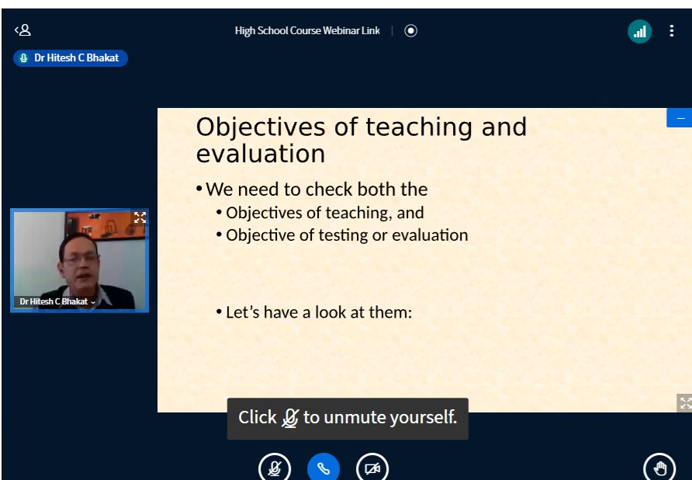 High School Course Webinar Link
Dr Hitesh C Bhakat
Objectives of teaching and
evaluation
• We need to check both the
• Objectives of teaching, and
• Objective of testing or evaluation
Dr Hitesh C Bhakat
• Let's have a look at them:
Click to unmute yourself.